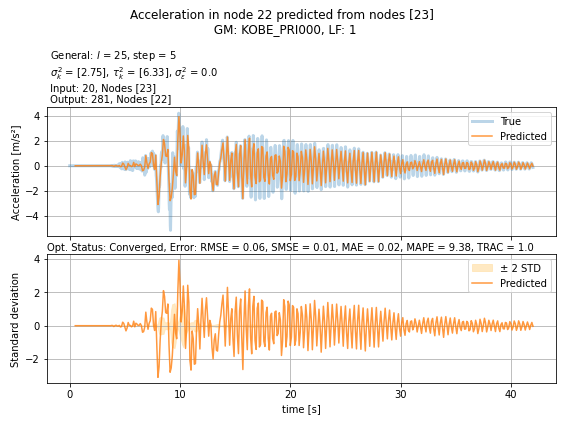 Acceleration in node 22 predicted from nodes [23]
GM: KOBE_PRI000, LF: 1
General: l = 25, step = 5
σ²ₖ = [2.75], τ²ₖ = [6.33], σ²ε = 0.0
Input: 20, Nodes [23]
Output: 281, Nodes [22]
Acceleration [m/s²]
4
2
0
−2
−4
True
Predicted
Opt. Status: Converged, Error: RMSE = 0.06, SMSE = 0.01, MAE = 0.02, MAPE = 9.38, TRAC = 1.0
Standard deviation
4
2
0
−2
± 2 STD
Predicted
0
10
20
30
40
time [s]